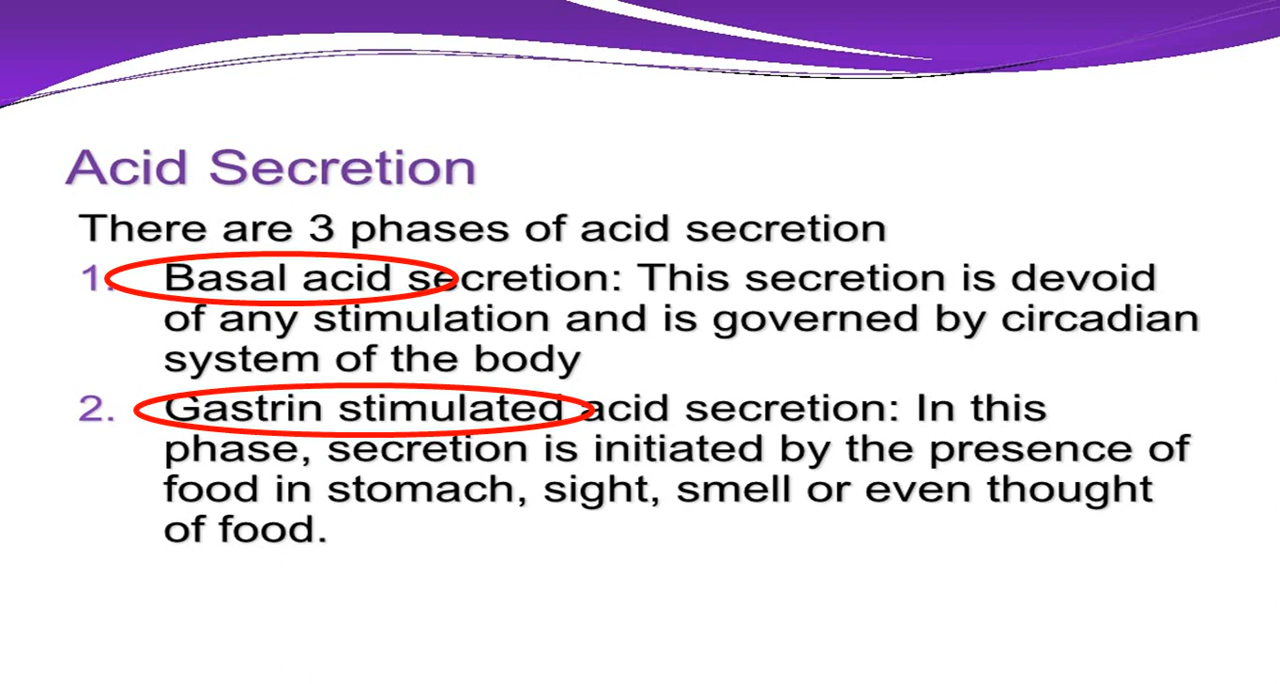 Acid Secretion
There are 3 phases of acid secretion
1. Basal acid secretion: This secretion is devoid
of any stimulation and is governed by circadian
system of the body
2. Gastrin stimulated acid secretion: In this
phase, secretion is initiated by the presence of
food in stomach, sight, smell or even thought
of food.